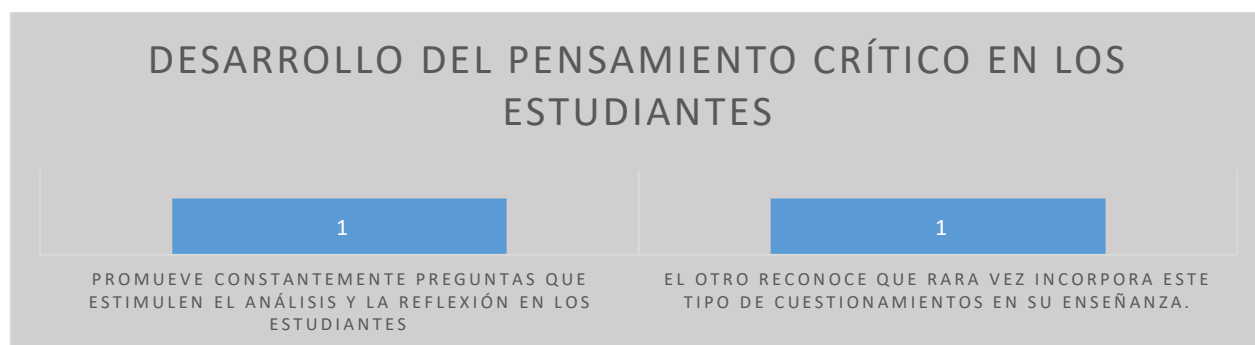 DESARROLLO DEL PENSAMIENTO CRÍTICO EN LOS
ESTUDIANTES
1
1
PROMUEVE CONSTANTEMENTE PREGUNTAS QUE
ESTIMULEN EL ANÁLISIS Y LA REFLEXIÓN EN LOS
ESTUDIANTES
EL OTRO RECONOCE QUE RARA VEZ INCORPORA ESTE
TIPO DE CUESTIONAMIENTOS EN SU ENSEÑANZA.